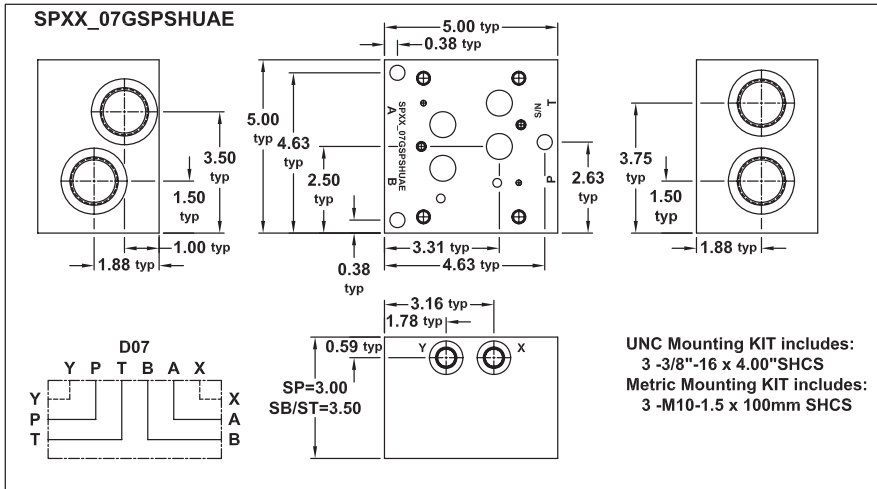 SPXX_07GSPSHUAE
5.00 typ
0.38 typ
3.50 typ
1.50 typ
1.00 typ
1.88 typ
5.00 typ
4.63 typ
2.50 typ
0.38 typ
A
B
SPXX_07GSPSHUAE
S/N
T
P
2.63 typ
3.31 typ
4.63 typ
3.75 typ
1.50 typ
1.88 typ
3.16 typ
1.78 typ
0.59 typ
Y
X
SP=3.00
SB/ST=3.50
D07
Y P T B A X
Y X
P A
T B
UNC Mounting KIT includes:
3 -3/8"-16 x 4.00"SHCS
Metric Mounting KIT includes:
3 -M10-1.5 x 100mm SHCS